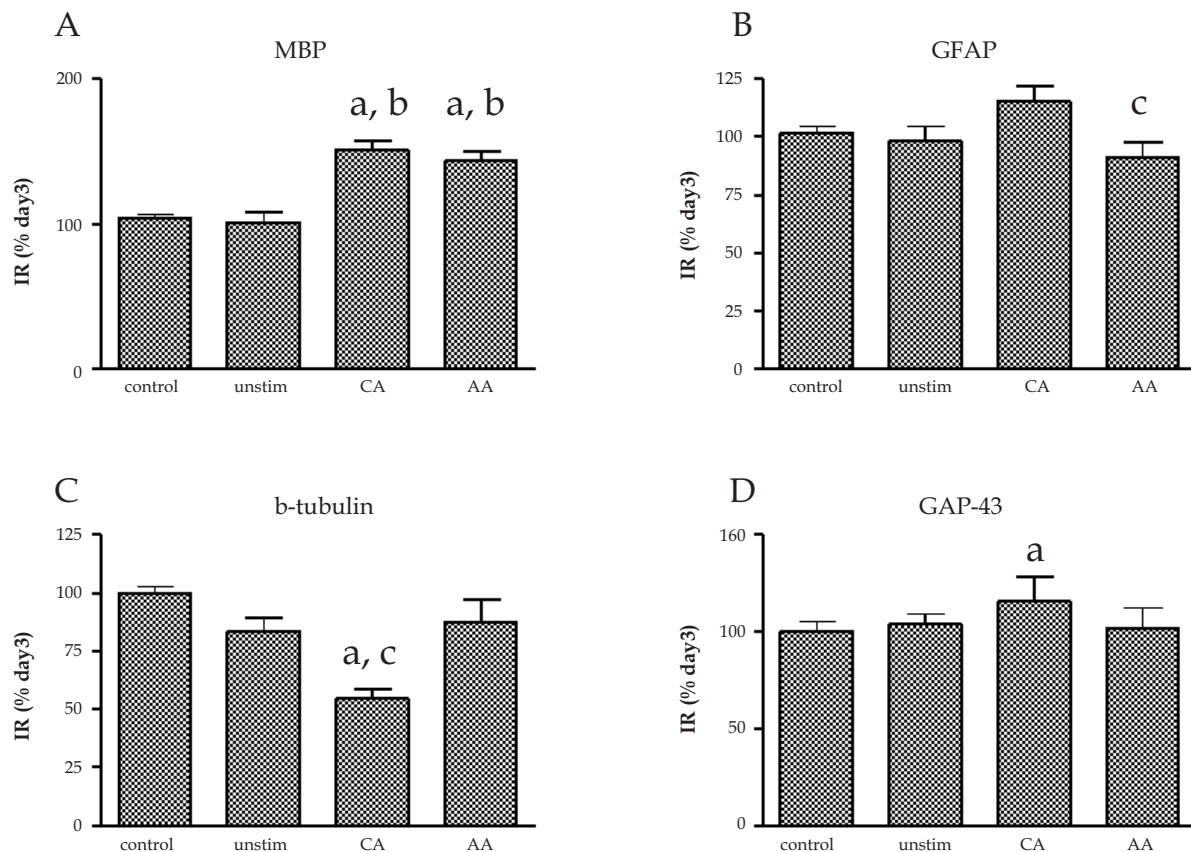 A
MBP
200
100
0
IR (% day3)
a, b
a, b
control unstim CA AA
B
GFAP
125
100
75
50
25
0
IR (% day3)
c
control unstim CA AA
C
b-tubulin
125
100
75
50
25
0
IR (% day3)
a, c
control unstim CA AA
D
GAP-43
160
100
50
0
IR (% day3)
a
control unstim CA AA